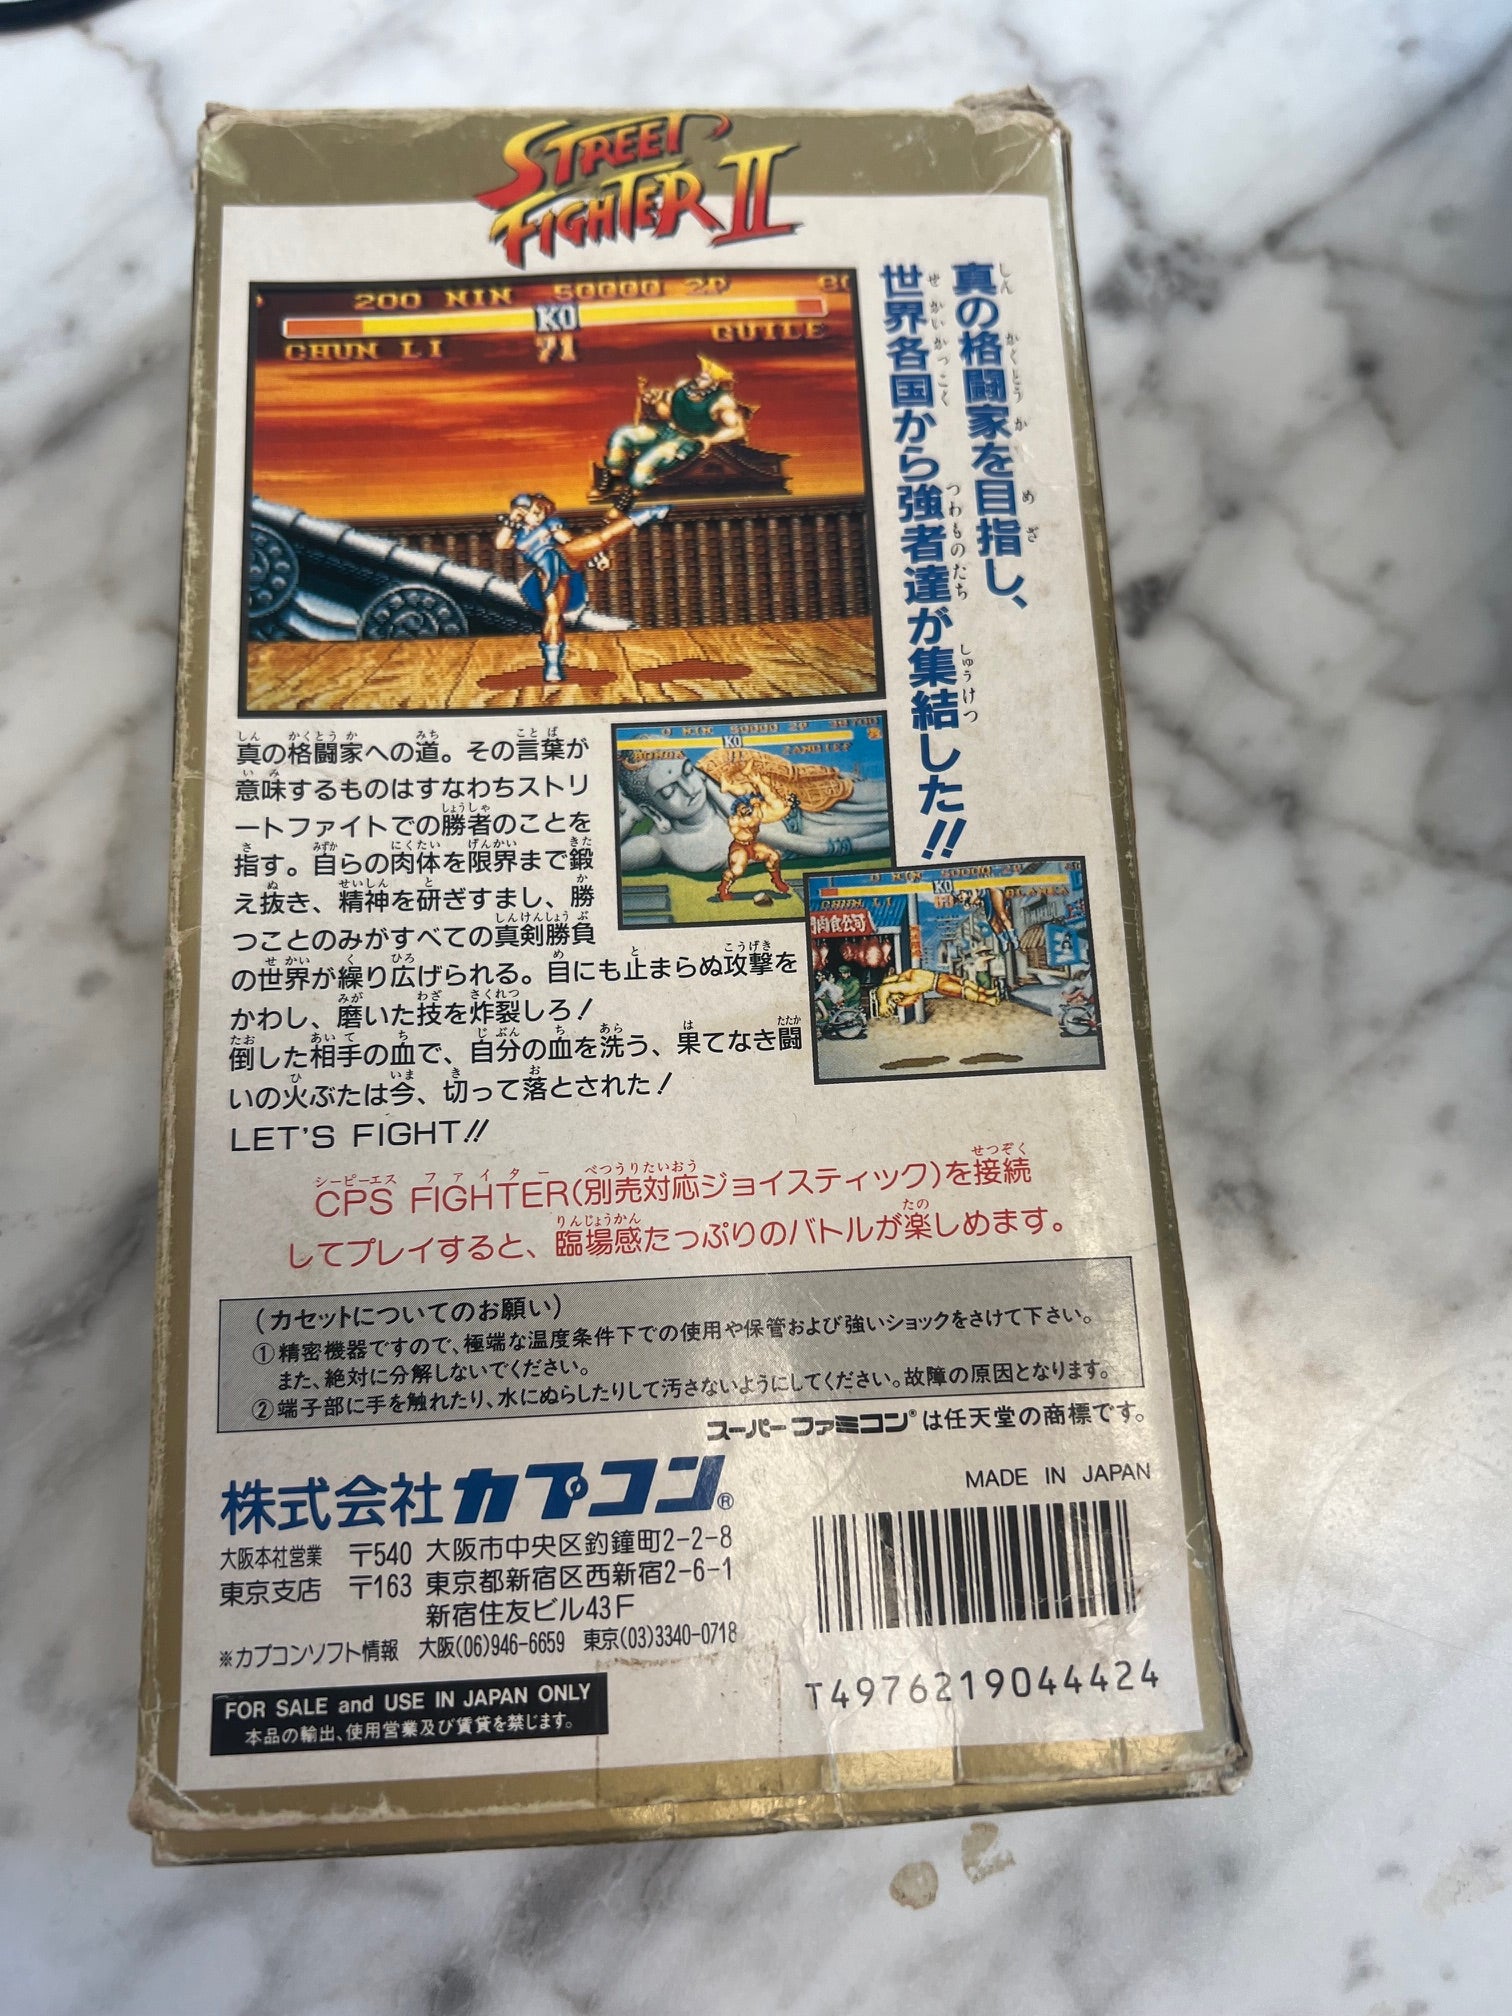 STREET
FIGHTER II
真の格闘家を目指し、
世界各国から強者達が集結した!!
200 NIN 50000 2P
KO
CHUN LI 71 GUILE
真の格闘家への道。その言葉が
意味するものはすなわちストリ
ートファイトでの勝者のことを
指す。自らの肉体を限界まで鍛
え抜き、精神を研ぎすまし、勝
つことのみがすべての真剣勝負
の世界が繰り広げられる。目にも止まらぬ攻撃を
かわし、磨いた技を炸裂しろ!
倒した相手の血で、自分の血を洗う、果てなき闘
いの火ぶたは今、切って落とされた!
LET'S FIGHT!!
0 NIN 50000 2P
KO
ZANGIEF
0 NIN 50000 2P
KO
CHUN LI BLANKA
肉食公司
CPS FIGHTER(別売対応ジョイスティック)を接続
してプレイすると、臨場感たっぷりのバトルが楽しめます。
(カセットについてのお願い)
①精密機器ですので、極端な温度条件下での使用や保管および強いショックをさけて下さい。
また、絶対に分解しないでください。
②端子部に手を触れたり、水にぬらしたりして汚さないようにしてください。故障の原因となります。
スーパーファミコン®は任天堂の商標です。
株式会社カプコン®
MADE IN JAPAN
大阪本社営業 〒540 大阪市中央区釣鐘町2-2-8
東京支店 〒163 東京都新宿区西新宿2-6-1
新宿住友ビル43F
※カプコンソフト情報 大阪(06)946-6659 東京(03)3340-0718
T4976219044424
FOR SALE and USE IN JAPAN ONLY
本品の輸出、使用営業及び賃貸を禁じます。